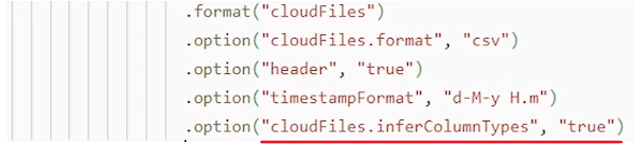 .format("cloudFiles")
.option("cloudFiles.format", "csv")
.option("header", "true")
.option("timestampFormat", "d-M-y H.m")
.option("cloudFiles.inferColumnTypes", "true")